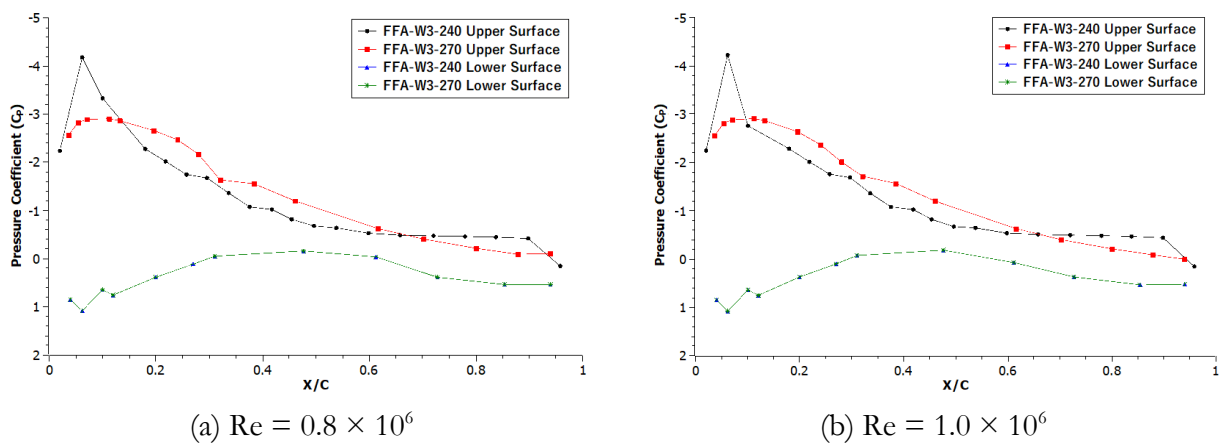 -5
-4
-3
-2
-1
0
1
2
Pressure Coefficient (Cₚ)
FFA-W3-240 Upper Surface
FFA-W3-270 Upper Surface
FFA-W3-240 Lower Surface
FFA-W3-270 Lower Surface
0 0.2 0.4 0.6 0.8 1
X/C
(a) Re = 0.8 × 10⁶
-5
-4
-3
-2
-1
0
1
2
Pressure Coefficient (Cₚ)
FFA-W3-240 Upper Surface
FFA-W3-270 Upper Surface
FFA-W3-240 Lower Surface
FFA-W3-270 Lower Surface
0 0.2 0.4 0.6 0.8 1
X/C
(b) Re = 1.0 × 10⁶